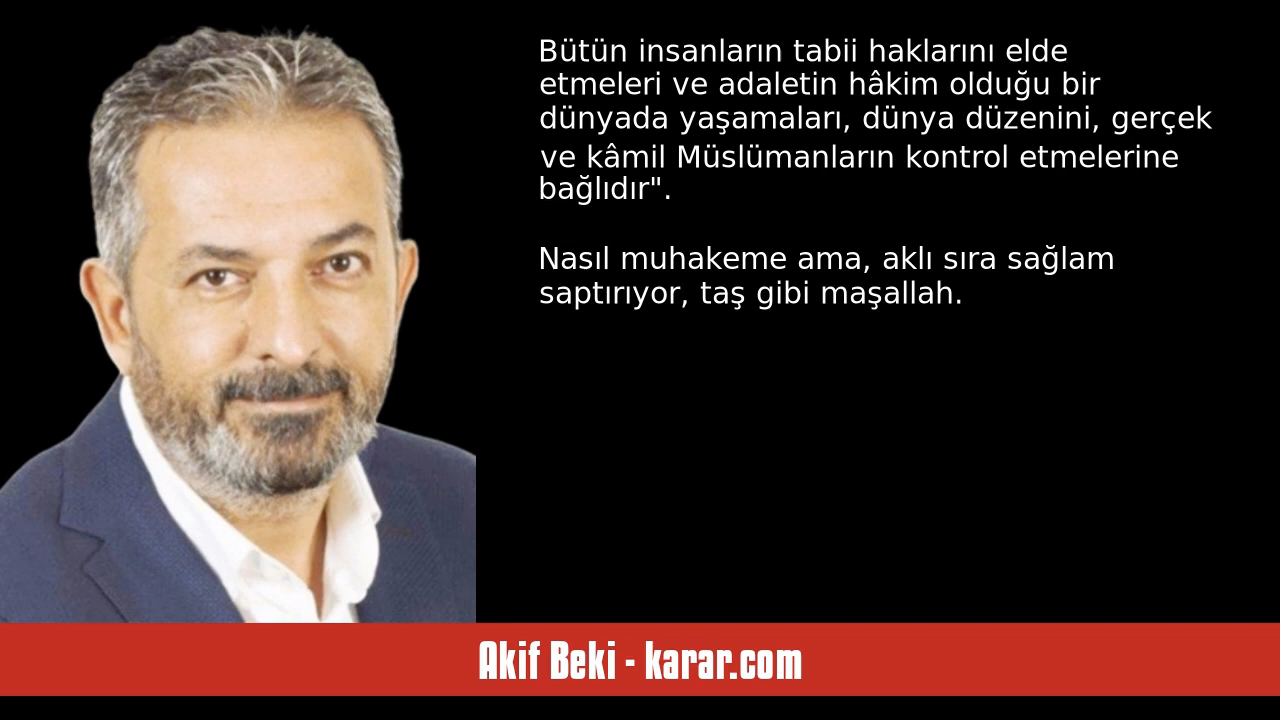 Bütün insanların tabii haklarını elde
etmeleri ve adaletin hâkim olduğu bir
dünyada yaşamaları, dünya düzenini, gerçek
ve kâmil Müslümanların kontrol etmelerine
bağlıdır".
Nasıl muhakeme ama, aklı sıra sağlam
saptırıyor, taş gibi maşallah.
Akif Beki - karar.com